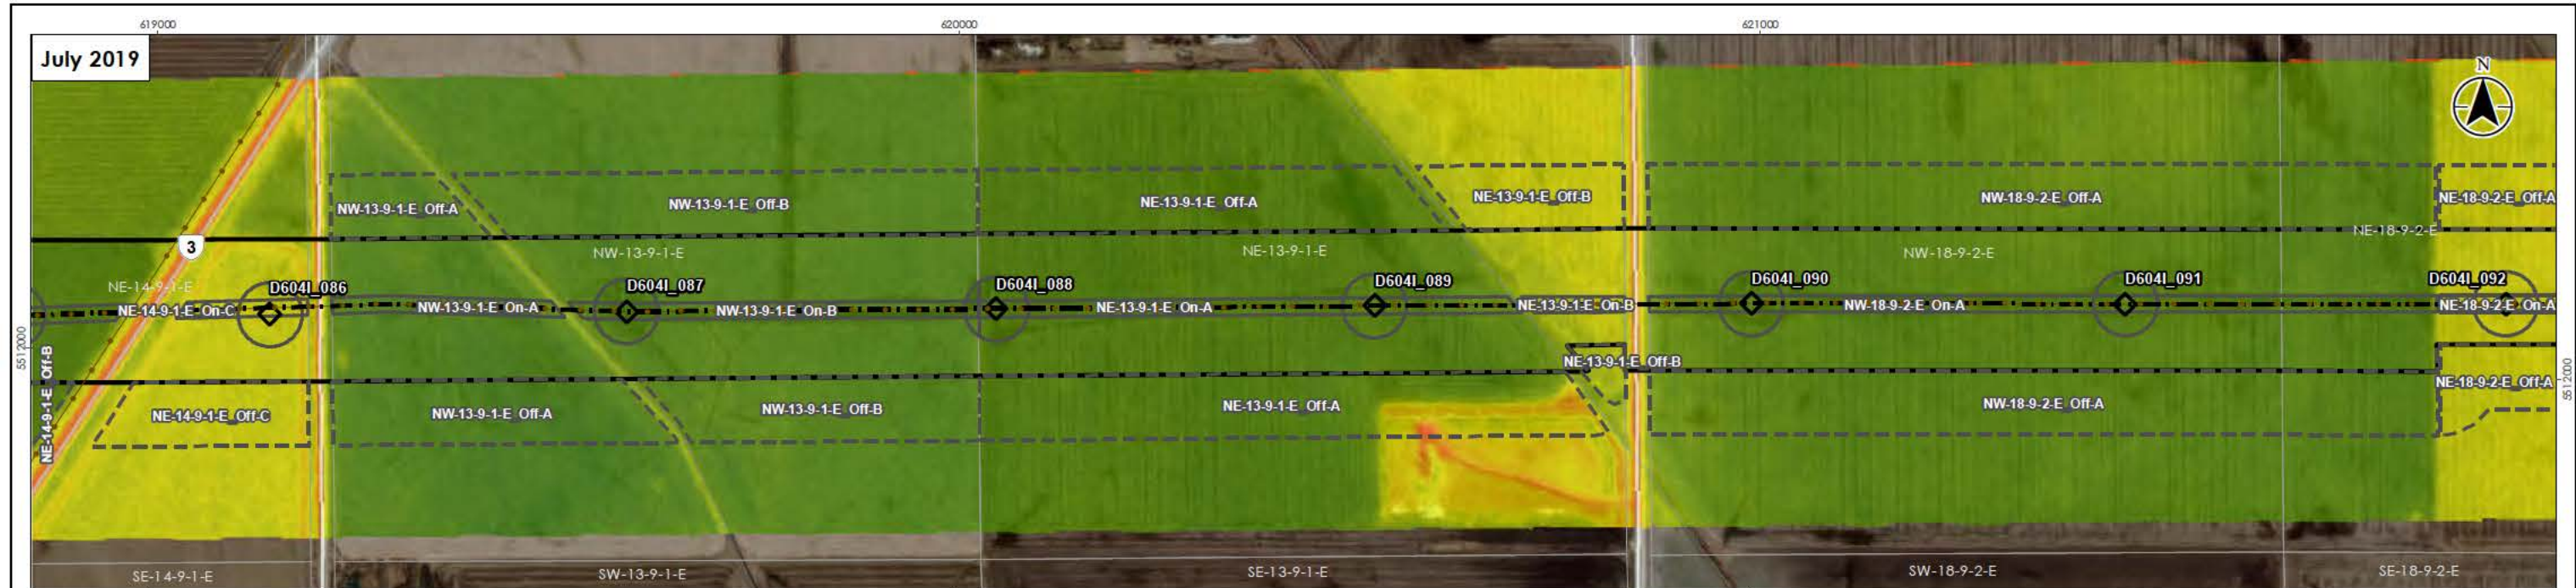 619000
620000
621000
July 2019
N
NW-13-9-1-E_Off-A
NW-13-9-1-E_Off-B
NE-13-9-1-E_Off-A
NE-13-9-1-E_Off-B
NW-18-9-2-E_Off-A
NE-18-9-2-E_Off-A
3
NW-13-9-1-E
NE-13-9-1-E
NW-18-9-2-E
NE-18-9-2-E
NE-14-9-1-E
D604I_086
D604I_087
D604I_088
D604I_089
D604I_090
D604I_091
D604I_092
NE-14-9-1-E_On-C
NW-13-9-1-E_On-A
NW-13-9-1-E_On-B
NE-13-9-1-E_On-A
NE-13-9-1-E_On-B
NW-18-9-2-E_On-A
NE-18-9-2-E_On-A
5512000
5512000
NE-14-9-1-E_Off-B
NE-13-9-1-E_Off-B
NE-14-9-1-E_Off-C
NW-13-9-1-E_Off-A
NW-13-9-1-E_Off-B
NE-13-9-1-E_Off-A
NW-18-9-2-E_Off-A
NE-18-9-2-E_Off-A
SE-14-9-1-E
SW-13-9-1-E
SE-13-9-1-E
SW-18-9-2-E
SE-18-9-2-E